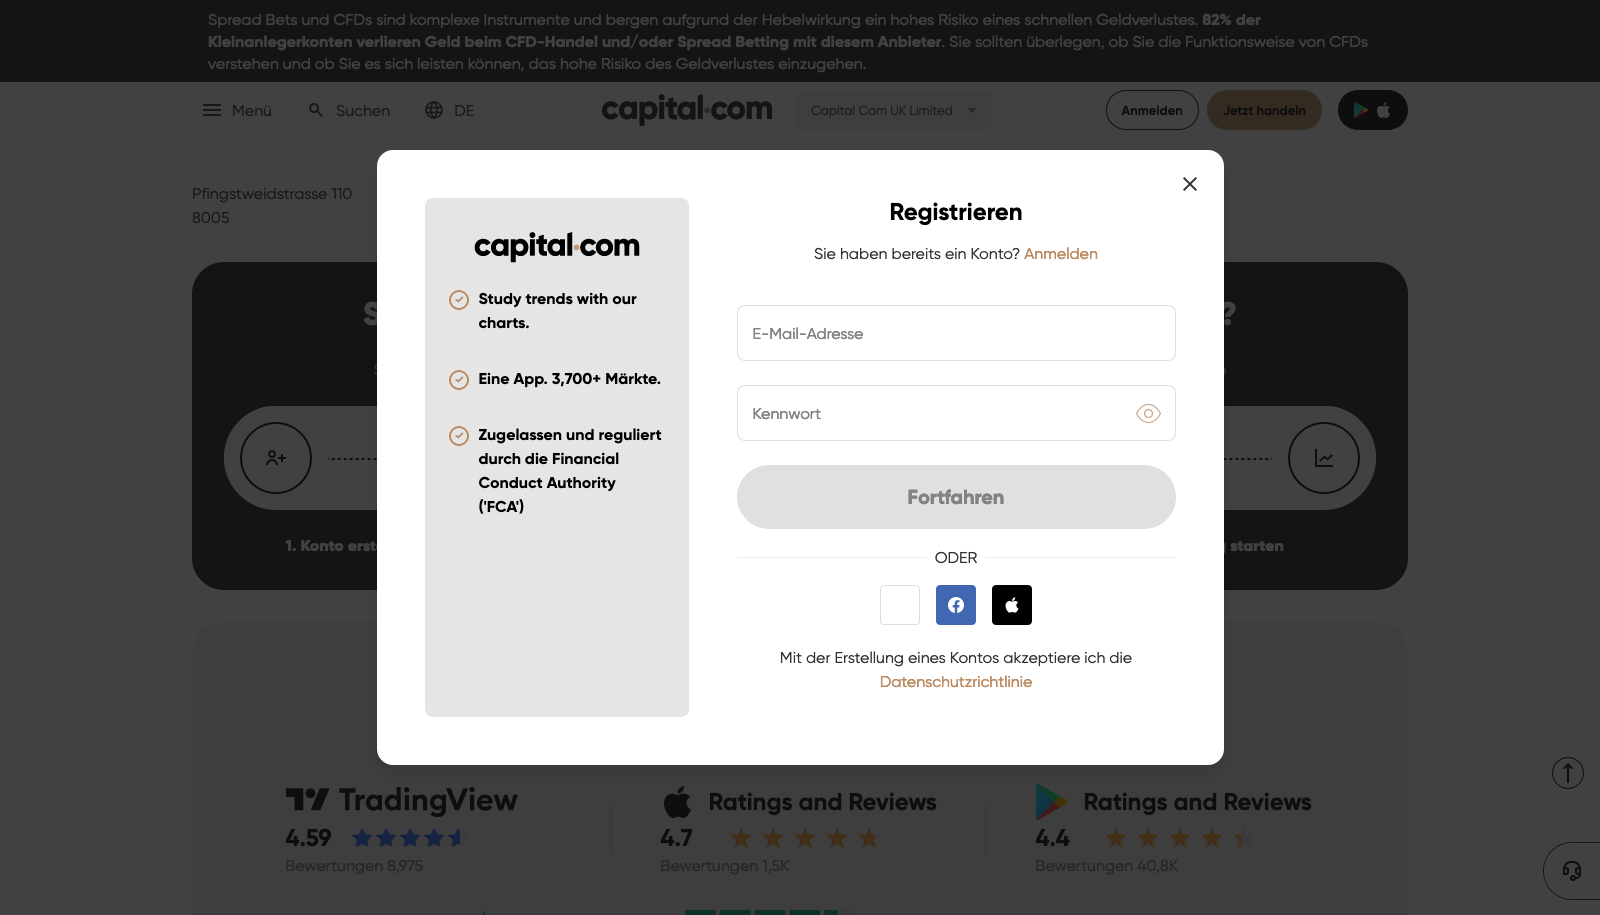 Spread Bets und CFDs sind komplexe Instrumente und bergen aufgrund der Hebelwirkung ein hohes Risiko eines schnellen Geldverlustes. 82% der
Kleinanlegerkonten verlieren Geld beim CFD-Handel und/oder Spread Betting mit diesem Anbieter. Sie sollten überlegen, ob Sie die Funktionsweise von CFDs
verstehen und ob Sie es sich leisten können, das hohe Risiko des Geldverlustes einzugehen.
Menü Suchen DE capital.com Capital Com UK Limited Anmelden Jetzt handeln
Pfingstweidstrasse 110
8005
capital.com
Study trends with our
charts.
Eine App. 3,700+ Märkte.
Zugelassen und reguliert
durch die Financial
Conduct Authority
('FCA')
Registrieren
Sie haben bereits ein Konto? Anmelden
E-Mail-Adresse
Kennwort
Fortfahren
ODER
Mit der Erstellung eines Kontos akzeptiere ich die
Datenschutzrichtlinie
?
1. Konto erst
starten
TradingView
4.59
Bewertungen 8,975
Ratings and Reviews
4.7
Bewertungen 1,5K
Ratings and Reviews
4.4
Bewertungen 40,8K